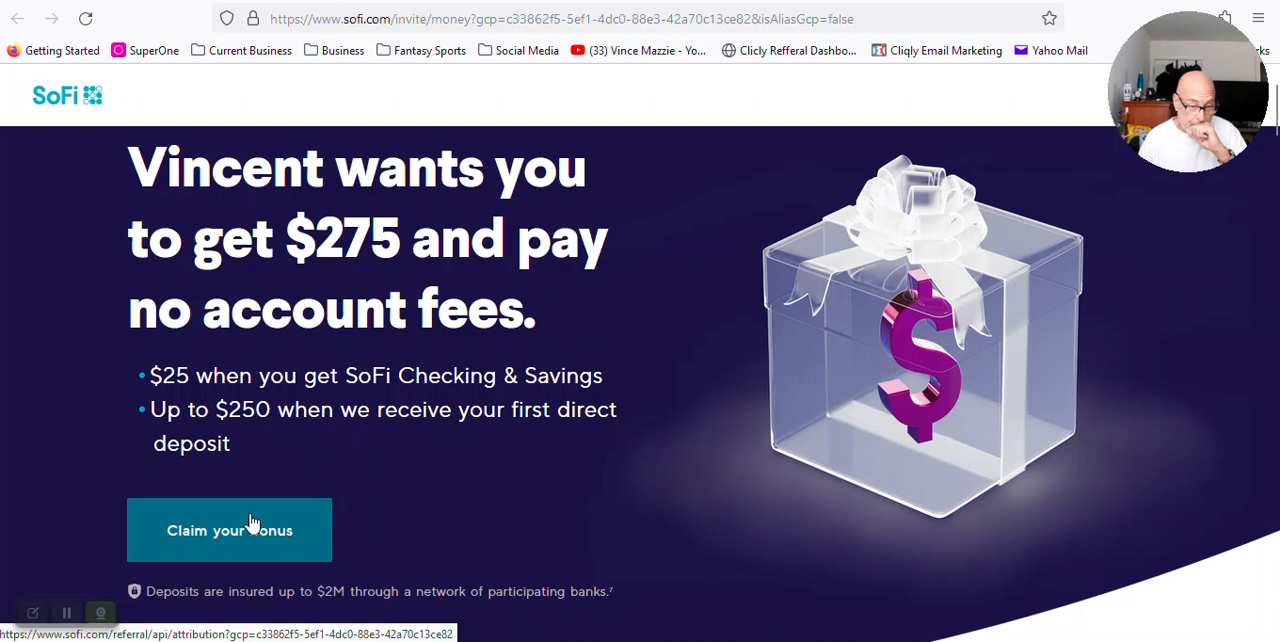 https://www.sofi.com/invite/money?gcp=c33862f5-5ef1-4dc0-88e3-42a70c13ce82&isAliasGcp=false
Getting Started SuperOne Current Business Business Fantasy Sports Social Media (33) Vince Mazzie - Yo... Clicly Refferal Dashbo... Cliqly Email Marketing Yahoo Mail
SoFi
Vincent wants you
to get $275 and pay
no account fees.
• $25 when you get SoFi Checking & Savings
• Up to $250 when we receive your first direct
deposit
Claim your bonus
Deposits are insured up to $2M through a network of participating banks.⁷
https://www.sofi.com/referral/api/attribution?gcp=c33862f5-5ef1-4dc0-88e3-42a70c13ce82